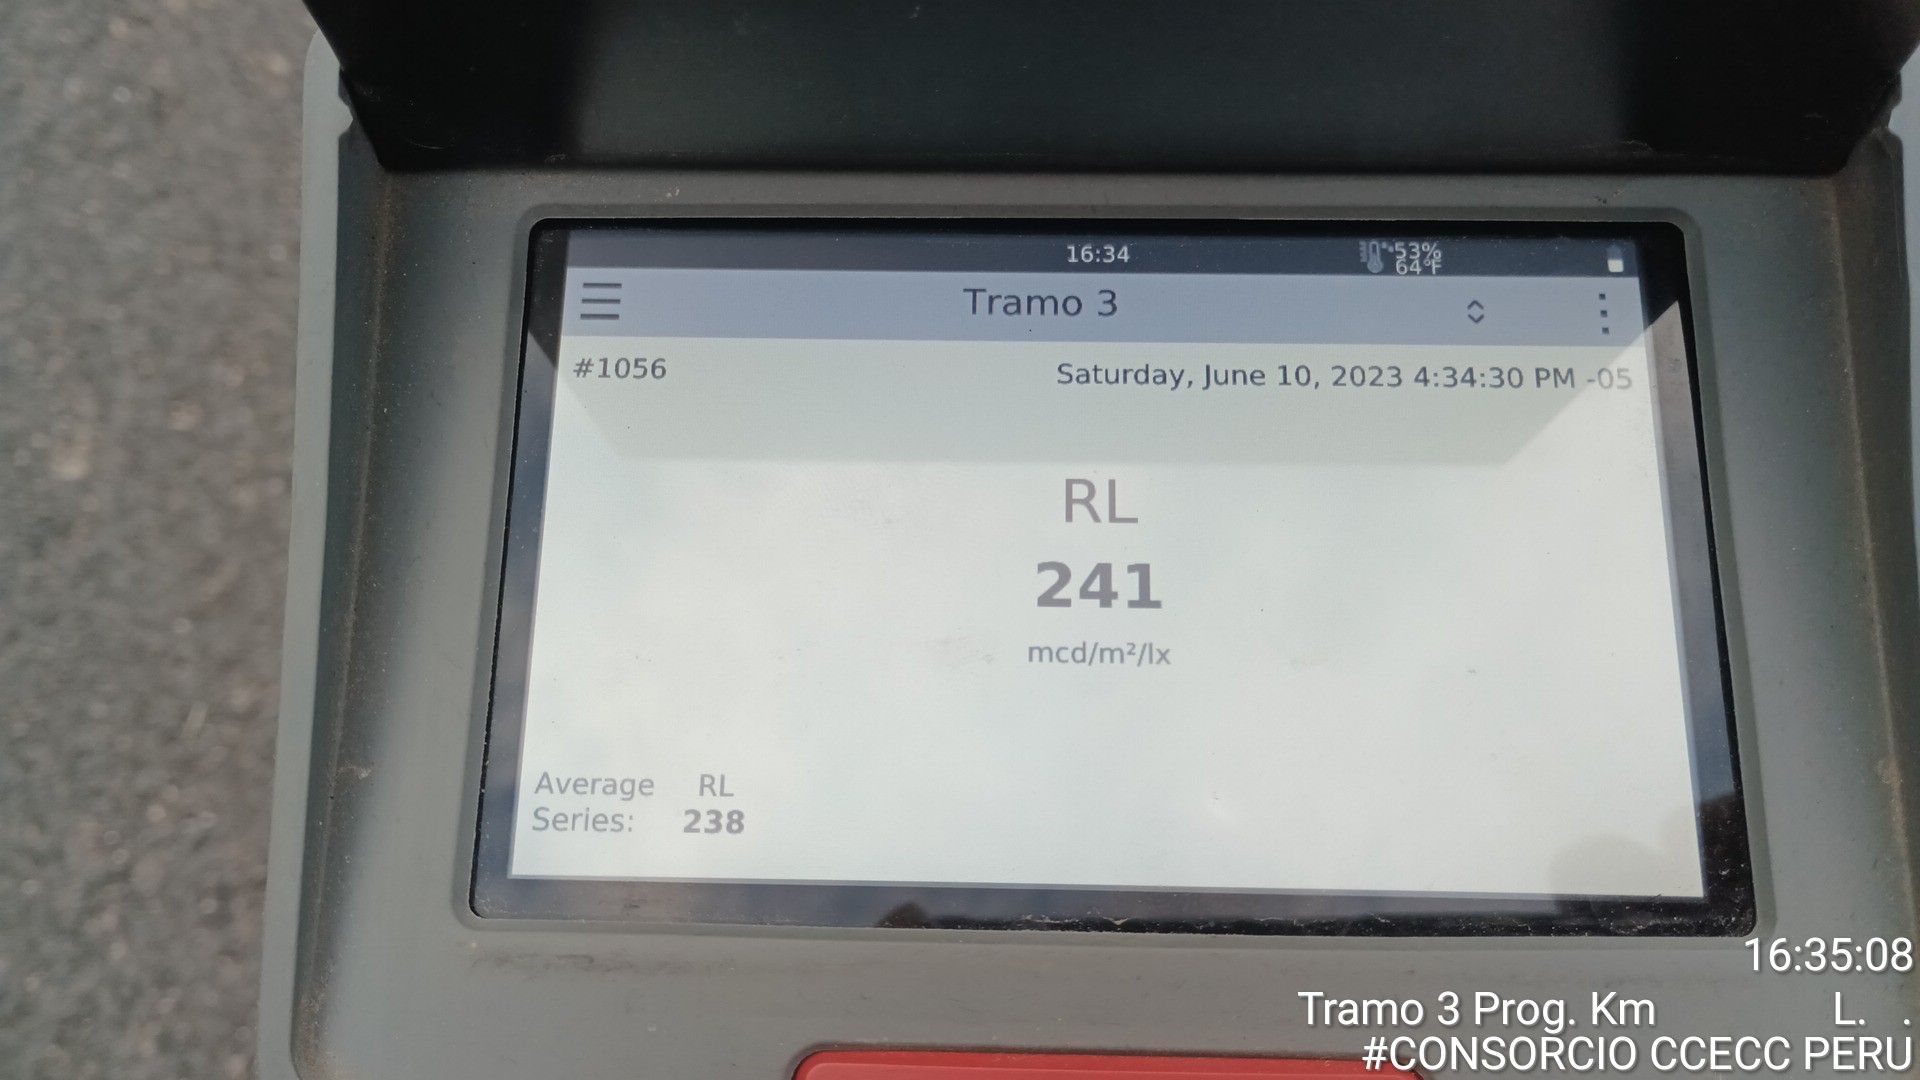 16:34
53%
64°F
Tramo 3
#1056
Saturday, June 10, 2023 4:34:30 PM -05
RL
241
mcd/m²/lx
Average RL
Series: 238
16:35:08
Tramo 3 Prog. Km L. .
#CONSORCIO CCECC PERU